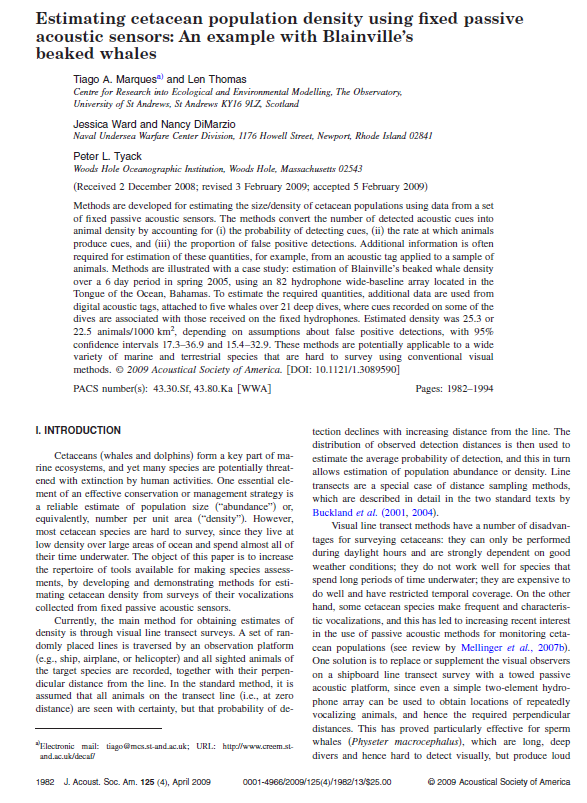 Estimating cetacean population density using fixed passive
acoustic sensors: An example with Blainville's
beaked whales
Tiago A. Marquesa) and Len Thomas
Centre for Research into Ecological and Environmental Modelling, The Observatory,
University of St Andrews, St Andrews KY16 9LZ, Scotland
Jessica Ward and Nancy DiMarzio
Naval Undersea Warfare Center Division, 1176 Howell Street, Newport, Rhode Island 02841
Peter L. Tyack
Woods Hole Oceanographic Institution, Woods Hole, Massachusetts 02543
(Received 2 December 2008; revised 3 February 2009; accepted 5 February 2009)
Methods are developed for estimating the size/density of cetacean populations using data from a set
of fixed passive acoustic sensors. The methods convert the number of detected acoustic cues into
animal density by accounting for (i) the probability of detecting cues, (ii) the rate at which animals
produce cues, and (iii) the proportion of false positive detections. Additional information is often
required for estimation of these quantities, for example, from an acoustic tag applied to a sample of
animals. Methods are illustrated with a case study: estimation of Blainville's beaked whale density
over a 6 day period in spring 2005, using an 82 hydrophone wide-baseline array located in the
Tongue of the Ocean, Bahamas. To estimate the required quantities, additional data are used from
digital acoustic tags, attached to five whales over 21 deep dives, where cues recorded on some of the
dives are associated with those received on the fixed hydrophones. Estimated density was 25.3 or
22.5 animals/1000 km², depending on assumptions about false positive detections, with 95%
confidence intervals 17.3–36.9 and 15.4–32.9. These methods are potentially applicable to a wide
variety of marine and terrestrial species that are hard to survey using conventional visual
methods. © 2009 Acoustical Society of America. [DOI: 10.1121/1.3089590]
PACS number(s): 43.30.Sf, 43.80.Ka [WWA] Pages: 1982–1994
I. INTRODUCTION
Cetaceans (whales and dolphins) form a key part of ma-
rine ecosystems, and yet many species are potentially threat-
ened with extinction by human activities. One essential ele-
ment of an effective conservation or management strategy is
a reliable estimate of population size ("abundance") or,
equivalently, number per unit area ("density"). However,
most cetacean species are hard to survey, since they live at
low density over large areas of ocean and spend almost all of
their time underwater. The object of this paper is to increase
the repertoire of tools available for making species assess-
ments, by developing and demonstrating methods for esti-
mating cetacean density from surveys of their vocalizations
collected from fixed passive acoustic sensors.
Currently, the main method for obtaining estimates of
density is through visual line transect surveys. A set of ran-
domly placed lines is traversed by an observation platform
(e.g., ship, airplane, or helicopter) and all sighted animals of
the target species are recorded, together with their perpen-
dicular distance from the line. In the standard method, it is
assumed that all animals on the transect line (i.e., at zero
distance) are seen with certainty, but that probability of de-
a)Electronic mail: tiago@mcs.st-and.ac.uk; URL: http://www.creem.st-
and.ac.uk/decaf/
tection declines with increasing distance from the line. The
distribution of observed detection distances is then used to
estimate the average probability of detection, and this in turn
allows estimation of population abundance or density. Line
transects are a special case of distance sampling methods,
which are described in detail in the two standard texts by
Buckland et al. (2001, 2004).
Visual line transect methods have a number of disadvan-
tages for surveying cetaceans: they can only be performed
during daylight hours and are strongly dependent on good
weather conditions; they do not work well for species that
spend long periods of time underwater; they are expensive to
do well and have restricted temporal coverage. On the other
hand, some cetacean species make frequent and characteris-
tic vocalizations, and this has led to increasing recent interest
in the use of passive acoustic methods for monitoring ceta-
cean populations (see review by Mellinger et al., 2007b).
One solution is to replace or supplement the visual observers
on a shipboard line transect survey with a towed passive
acoustic platform, since even a simple two-element hydro-
phone array can be used to obtain locations of repeatedly
vocalizing animals, and hence the required perpendicular
distances. This has proved particularly effective for sperm
whales (Physeter macrocephalus), which are long, deep
divers and hence hard to detect visually, but produce loud
1982 J. Acoust. Soc. Am. 125 (4), April 2009 0001-4966/2009/125(4)/1982/13/$25.00 © 2009 Acoustical Society of America